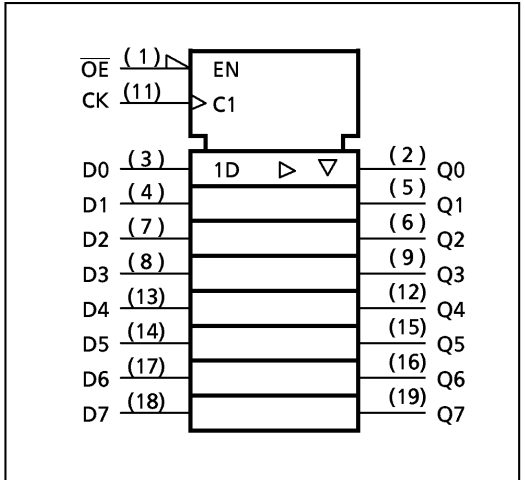 O̅E̅ (1) EN
CK (11) C1
D0 (3) 1D (2) Q0
D1 (4) (5) Q1
D2 (7) (6) Q2
D3 (8) (9) Q3
D4 (13) (12) Q4
D5 (14) (15) Q5
D6 (17) (16) Q6
D7 (18) (19) Q7